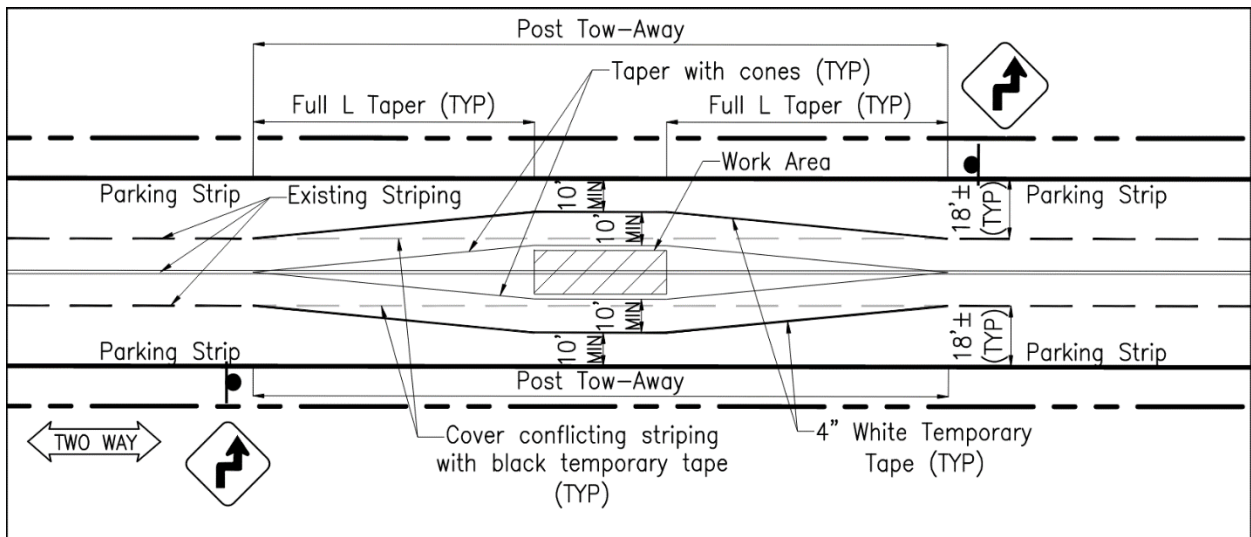 Post Tow-Away
Taper with cones (TYP)
Full L Taper (TYP)
Full L Taper (TYP)
Work Area
Parking Strip
Existing Striping
10'
MIN
10'
MIN
18'±
(TYP)
Parking Strip
10'
MIN
10'
MIN
18'±
(TYP)
Parking Strip
Parking Strip
Post Tow-Away
TWO WAY
Cover conflicting striping
with black temporary tape
(TYP)
4" White Temporary
Tape (TYP)